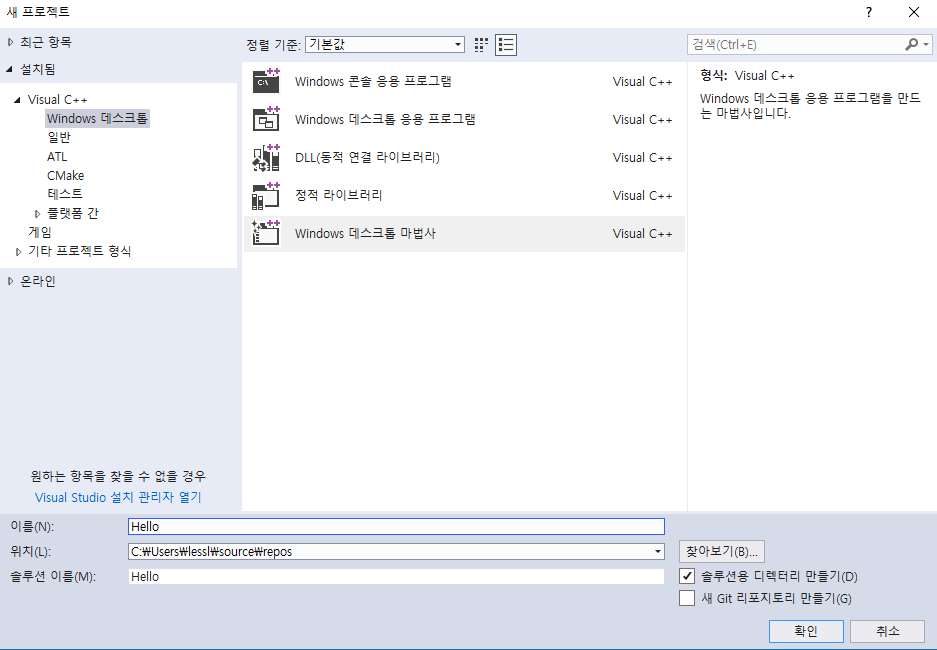 새 프로젝트
?
최근 항목
설치됨
Visual C++
Windows 데스크톱
일반
ATL
CMake
테스트
플랫폼 간
게임
기타 프로젝트 형식
온라인
원하는 항목을 찾을 수 없을 경우
Visual Studio 설치 관리자 열기
정렬 기준: 기본값
Windows 콘솔 응용 프로그램 Visual C++
Windows 데스크톱 응용 프로그램 Visual C++
DLL(동적 연결 라이브러리) Visual C++
정적 라이브러리 Visual C++
Windows 데스크톱 마법사 Visual C++
검색(Ctrl+E)
형식: Visual C++
Windows 데스크톱 응용 프로그램을 만드
는 마법사입니다.
이름(N): Hello
위치(L): C:₩Users₩lessl₩source₩repos 찾아보기(B)...
솔루션 이름(M): Hello
솔루션용 디렉터리 만들기(D)
새 Git 리포지토리 만들기(G)
확인 취소